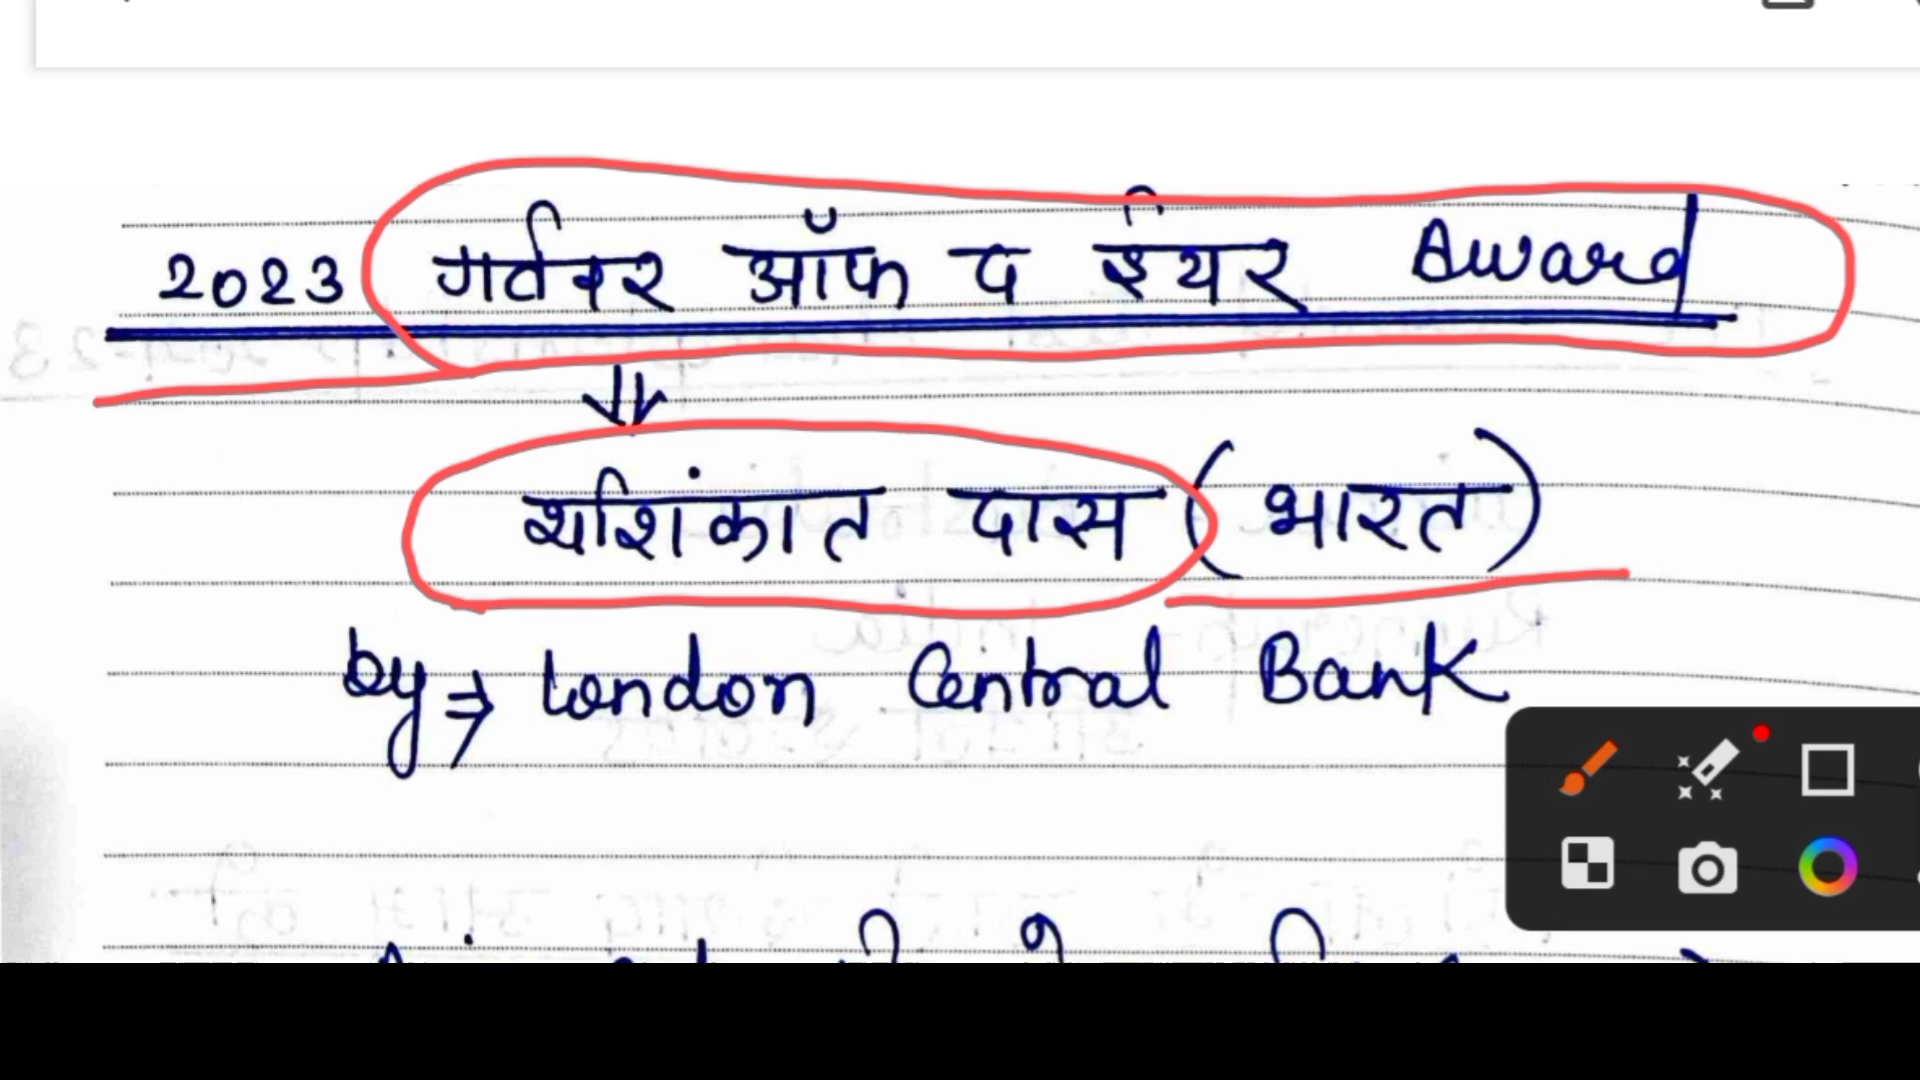 2023 गर्वनर ऑफ द ईयर Award
शशिकांत दास (भारत)
by⇒ London Central Bank